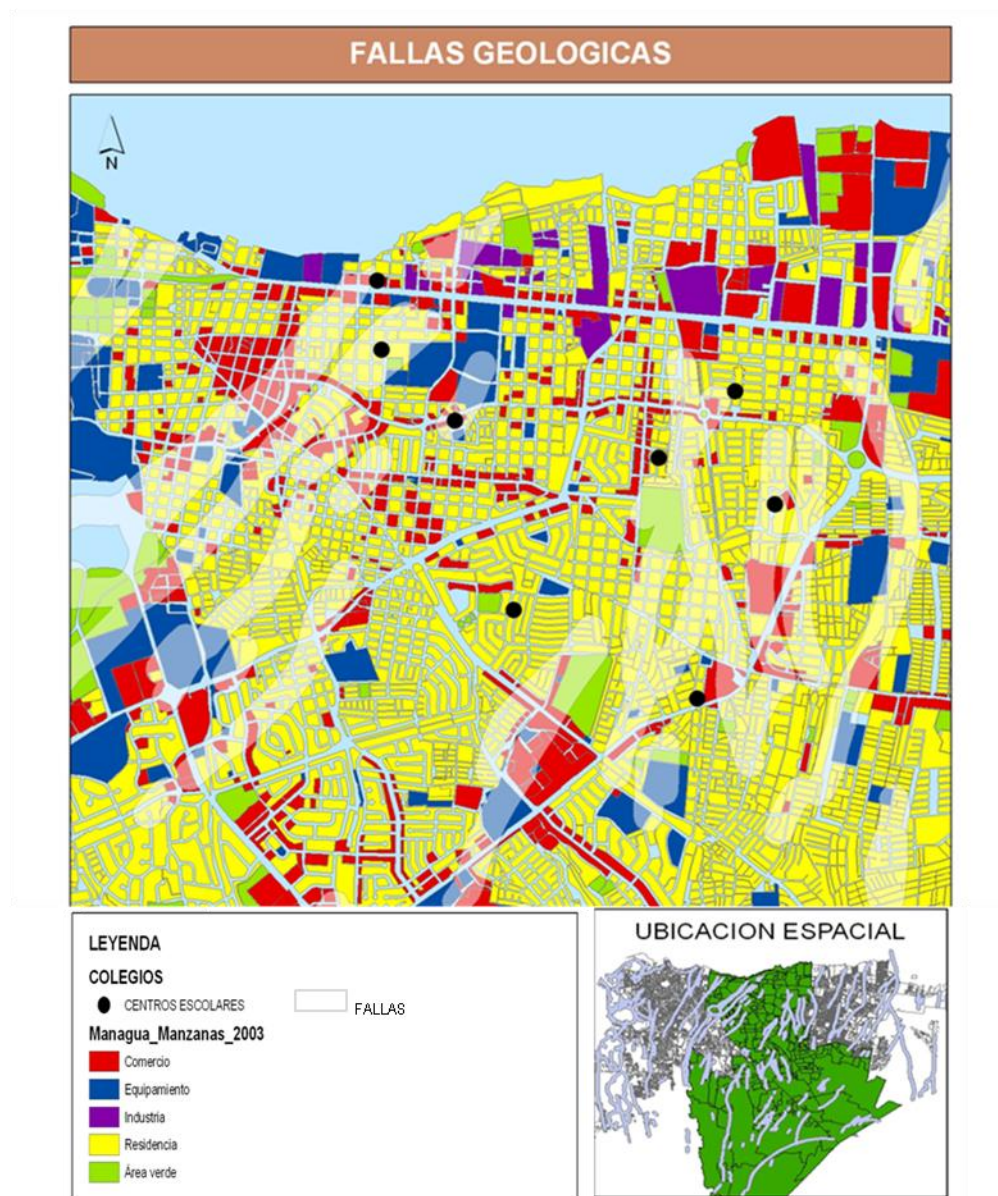 FALLAS GEOLOGICAS
N
LEYENDA
COLEGIOS
CENTROS ESCOLARES
FALLAS
Managua_Manzanas_2003
Comercio
Equipamiento
Industria
Residencia
Área verde
UBICACION ESPACIAL